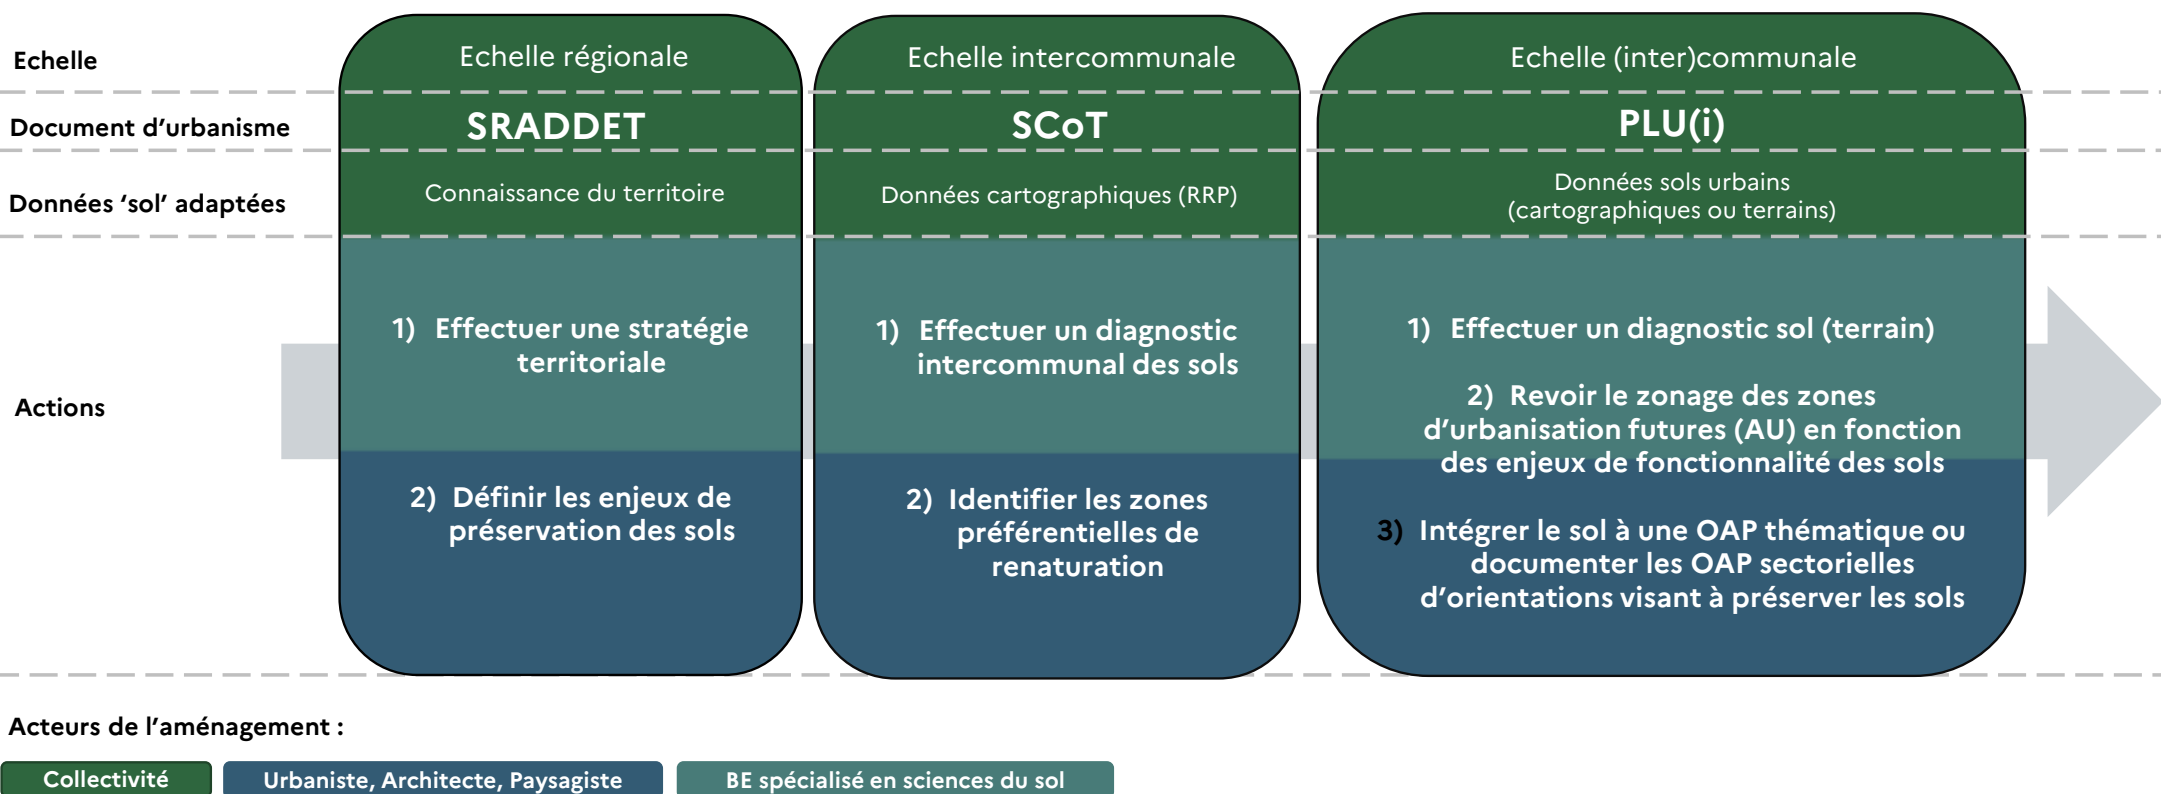 Echelle
Echelle régionale
Echelle intercommunale
Echelle (inter)communale
Document d’urbanisme
SRADDET
SCoT
PLU(i)
Données ‘sol’ adaptées
Connaissance du territoire
Données cartographiques (RRP)
Données sols urbains
(cartographiques ou terrains)
Actions
1) Effectuer une stratégie
territoriale
2) Définir les enjeux de
préservation des sols
1) Effectuer un diagnostic
intercommunal des sols
2) Identifier les zones
préférentielles de
renaturation
1) Effectuer un diagnostic sol (terrain)
2) Revoir le zonage des zones
d’urbanisation futures (AU) en fonction
des enjeux de fonctionnalité des sols
3) Intégrer le sol à une OAP thématique ou
documenter les OAP sectorielles
d’orientations visant à préserver les sols
Acteurs de l’aménagement :
Collectivité
Urbaniste, Architecte, Paysagiste
BE spécialisé en sciences du sol